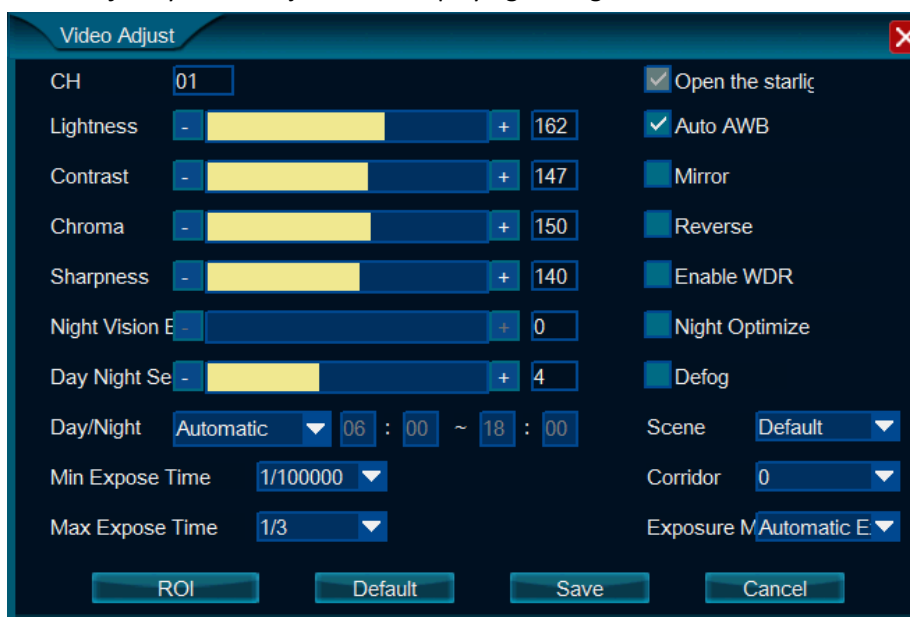 Video Adjust
CH 01 Open the starlig
Lightness - + 162 Auto AWB
Contrast - + 147 Mirror
Chroma - + 150 Reverse
Sharpness - + 140 Enable WDR
Night Vision E - + 0 Night Optimize
Day Night Se - + 4 Defog
Day/Night Automatic 06 : 00 ~ 18 : 00 Scene Default
Min Expose Time 1/100000 Corridor 0
Max Expose Time 1/3 Exposure M Automatic E
ROI Default Save Cancel